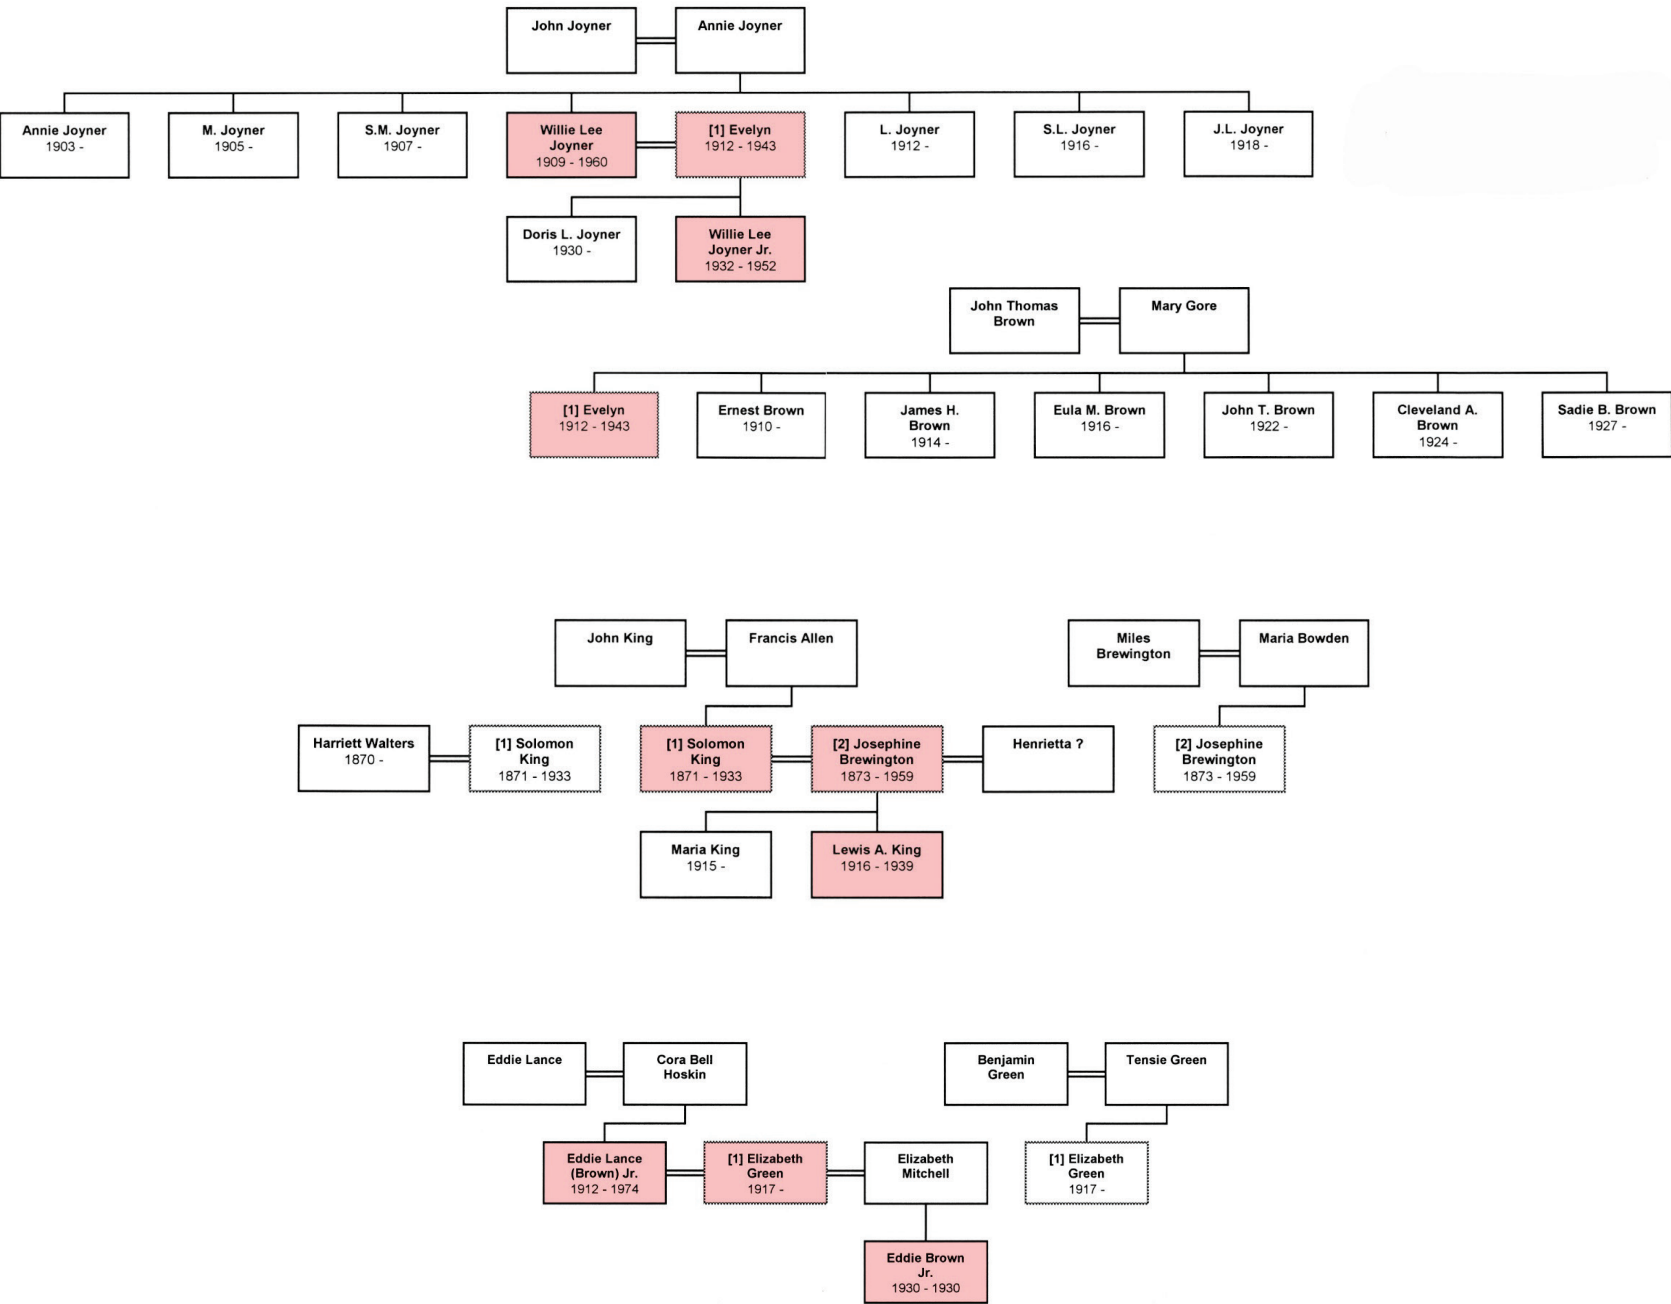 John Joyner
Annie Joyner
Annie Joyner
1903 -
M. Joyner
1905 -
S.M. Joyner
1907 -
Willie Lee
Joyner
1909 - 1960
[1] Evelyn
1912 - 1943
L. Joyner
1912 -
S.L. Joyner
1916 -
J.L. Joyner
1918 -
Doris L. Joyner
1930 -
Willie Lee
Joyner Jr.
1932 - 1952
John Thomas
Brown
Mary Gore
[1] Evelyn
1912 - 1943
Ernest Brown
1910 -
James H.
Brown
1914 -
Eula M. Brown
1916 -
John T. Brown
1922 -
Cleveland A.
Brown
1924 -
Sadie B. Brown
1927 -
John King
Francis Allen
Miles
Brewington
Maria Bowden
Harriett Walters
1870 -
[1] Solomon
King
1871 - 1933
[1] Solomon
King
1871 - 1933
[2] Josephine
Brewington
1873 - 1959
Henrietta ?
[2] Josephine
Brewington
1873 - 1959
Maria King
1915 -
Lewis A. King
1916 - 1939
Eddie Lance
Cora Bell
Hoskin
Benjamin
Green
Tensie Green
Eddie Lance
(Brown) Jr.
1912 - 1974
[1] Elizabeth
Green
1917 -
Elizabeth
Mitchell
[1] Elizabeth
Green
1917 -
Eddie Brown
Jr.
1930 - 1930